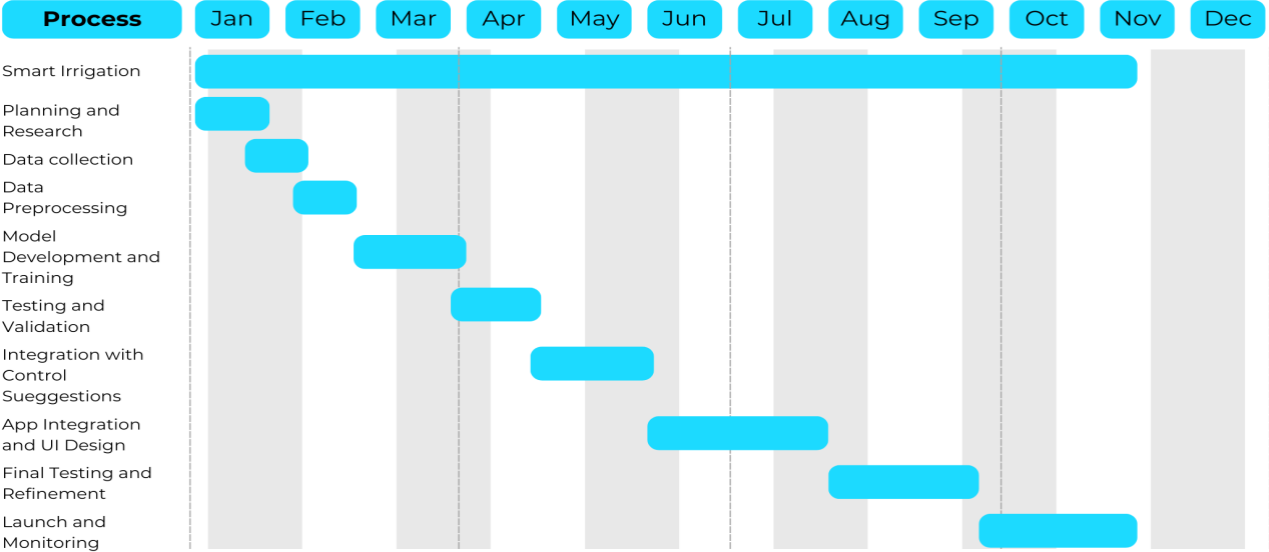 Process Jan Feb Mar Apr May Jun Jul Aug Sep Oct Nov Dec
Smart Irrigation
Planning and
Research
Data collection
Data
Preprocessing
Model
Development and
Training
Testing and
Validation
Integration with
Control
Sueggestions
App Integration
and UI Design
Final Testing and
Refinement
Launch and
Monitoring